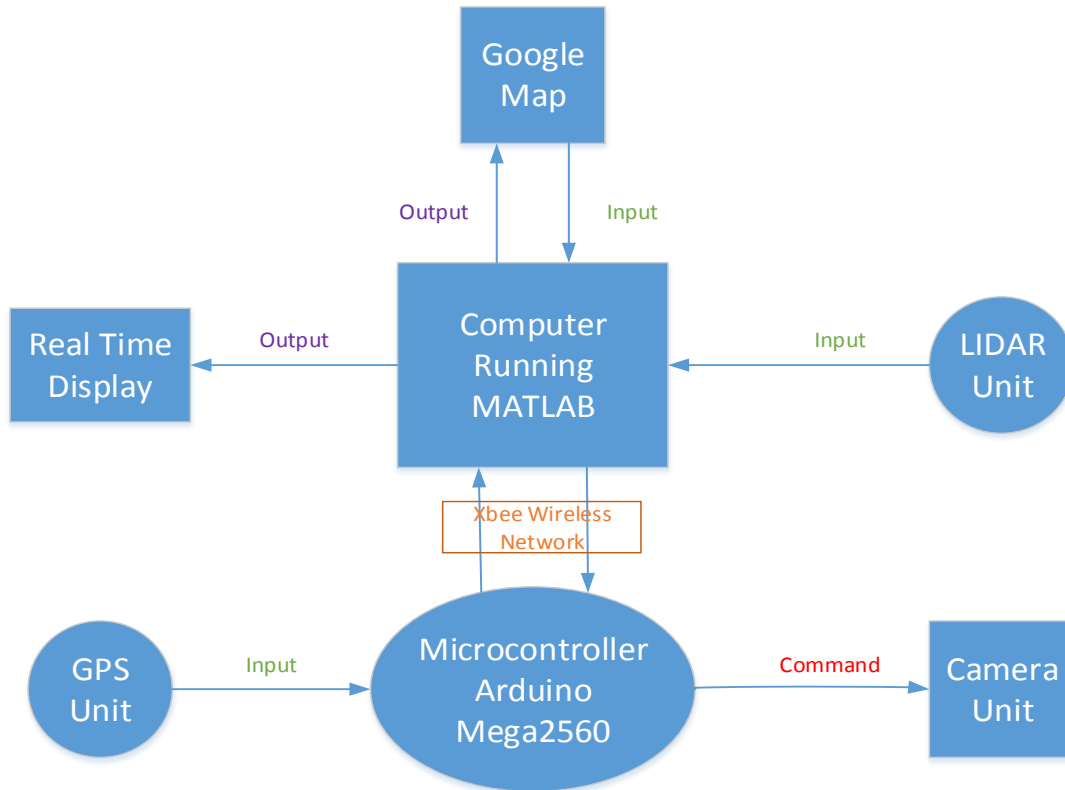 Google
Map
Output
Input
Real Time
Display
Output
Computer
Running
MATLAB
Input
LIDAR
Unit
Xbee Wireless
Network
GPS
Unit
Input
Microcontroller
Arduino
Mega2560
Command
Camera
Unit